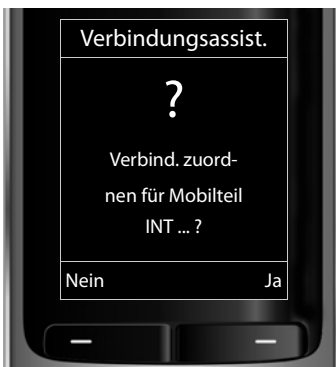 Verbindungsassist.
?
Verbind. zuord-
nen für Mobilteil
INT ... ?
Nein Ja